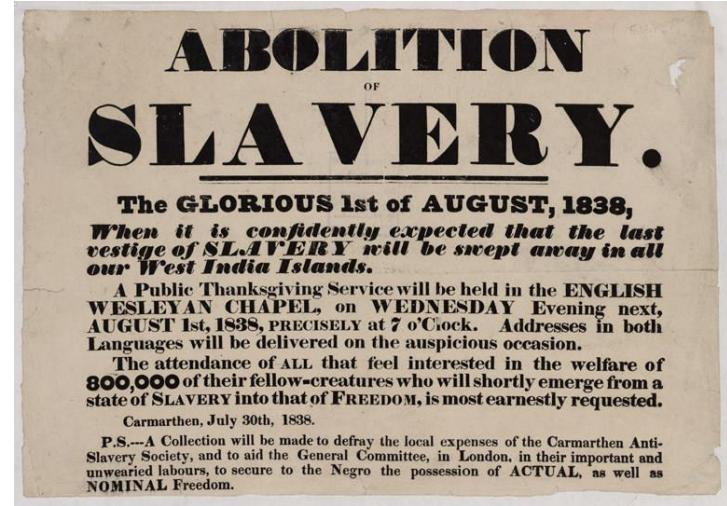 ABOLITION
OF
SLAVERY.
The GLORIOUS 1st of AUGUST, 1838,
When it is confidently expected that the last
vestige of SLAVERY will be swept away in all
our West India Islands.
A Public Thanksgiving Service will be held in the ENGLISH
WESLEYAN CHAPEL, on WEDNESDAY Evening next,
AUGUST 1st, 1838, PRECISELY at 7 o'Clock. Addresses in both
Languages will be delivered on the auspicious occasion.
The attendance of ALL that feel interested in the welfare of
800,000 of their fellow-creatures who will shortly emerge from a
state of SLAVERY into that of FREEDOM, is most earnestly requested.
Carmarthen, July 30th, 1838.
P.S.---A Collection will be made to defray the local expenses of the Carmarthen Anti-
Slavery Society, and to aid the General Committee, in London, in their important and
unwearied labours, to secure to the Negro the possession of ACTUAL, as well as
NOMINAL Freedom.